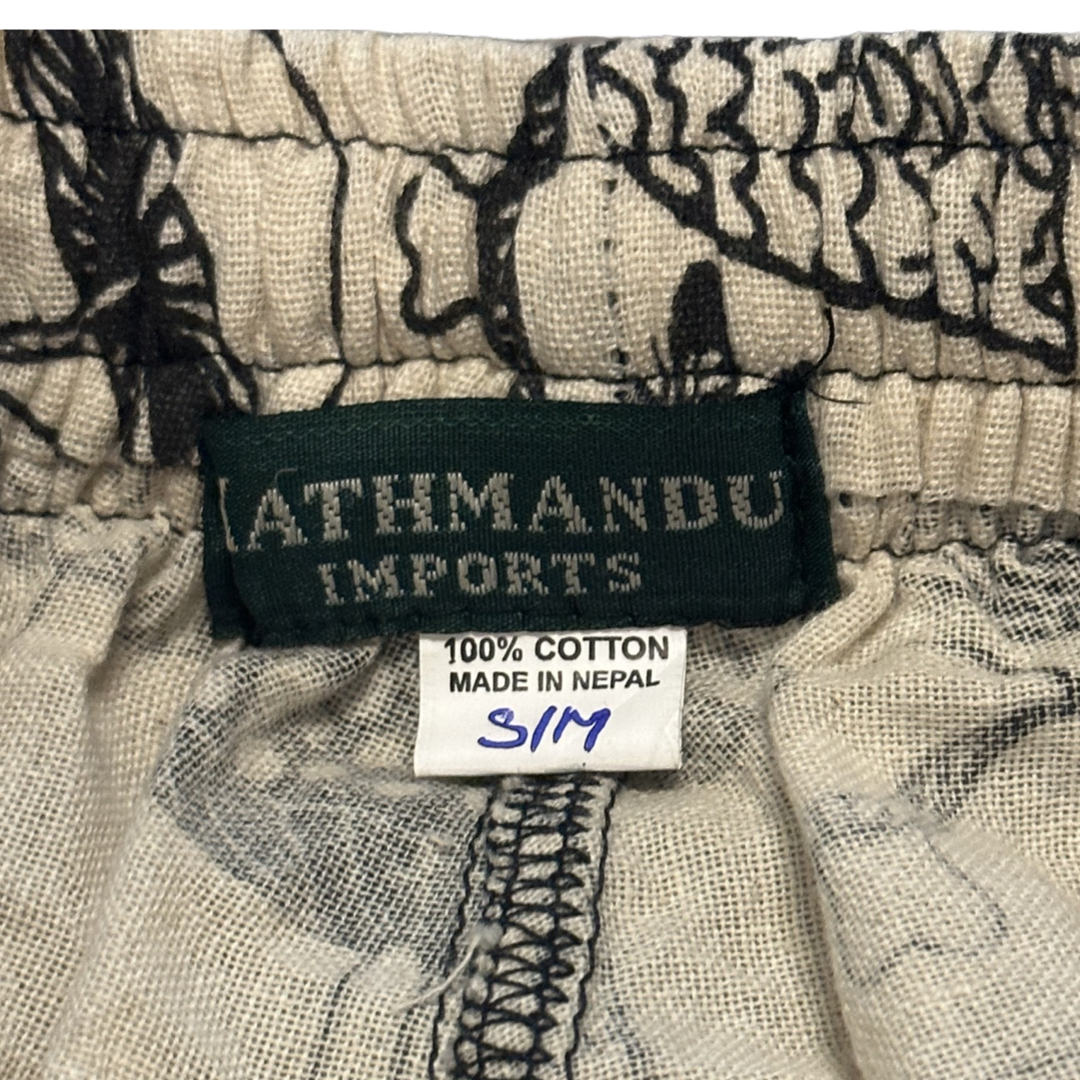 KATHMANDU
IMPORTS
100% COTTON
MADE IN NEPAL
S/M